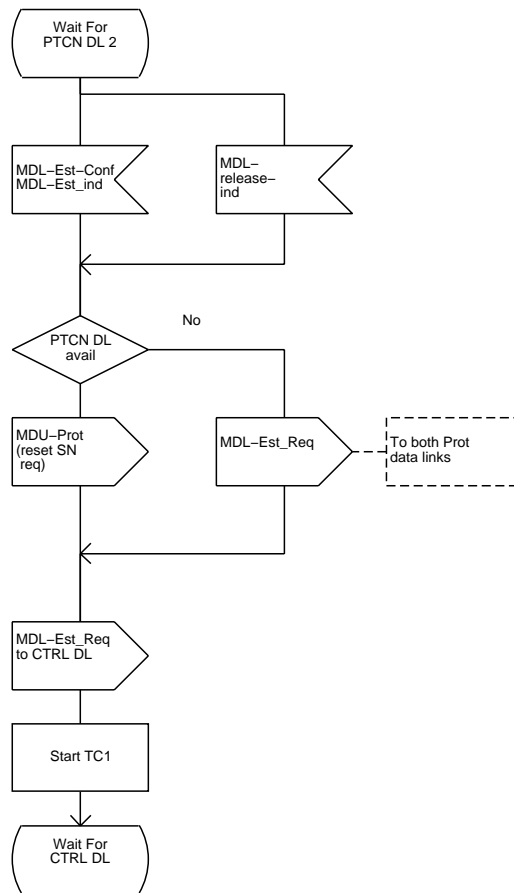 Wait For
PTCN DL 2
MDL–Est–Conf
MDL–Est_ind
MDL–
release–
ind
No
PTCN DL
avail
MDU–Prot
(reset SN
req)
MDL–Est_Req
To both Prot
data links
MDL–Est_Req
to CTRL DL
Start TC1
Wait For
CTRL DL